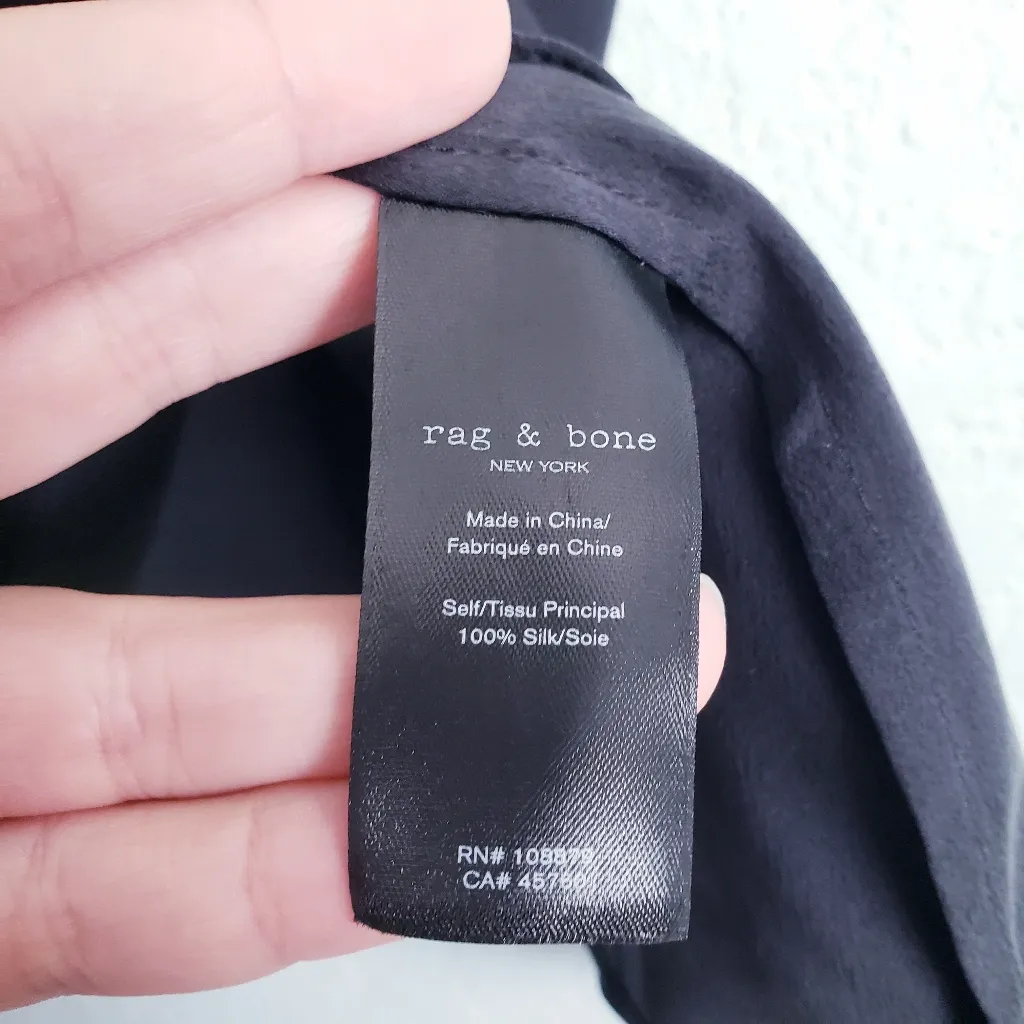 rag & bone
NEW YORK
Made in China/
Fabriqué en Chine
Self/Tissu Principal
100% Silk/Soie
RN#
CA#